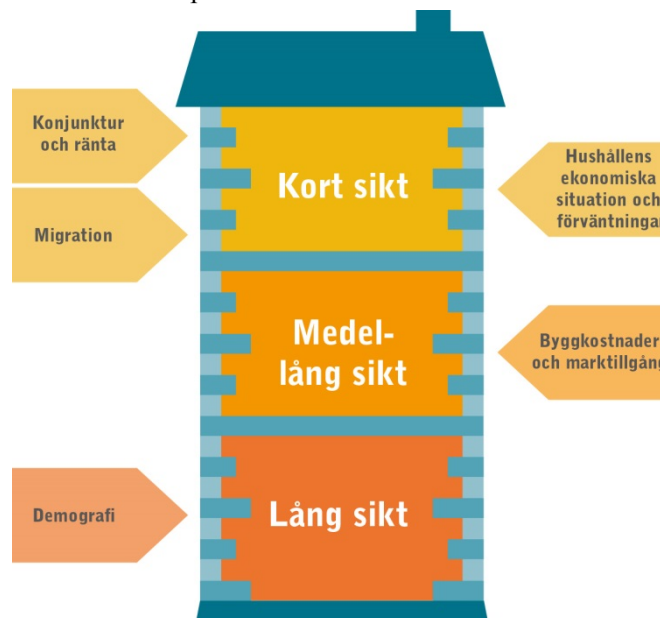 Konjunktur
och ränta
Migration
Kort sikt
Hushållens
ekonomiska
situation och
förväntningar
Medel-
lång sikt
Byggkostnader
och marktillgång
Demografi
Lång sikt